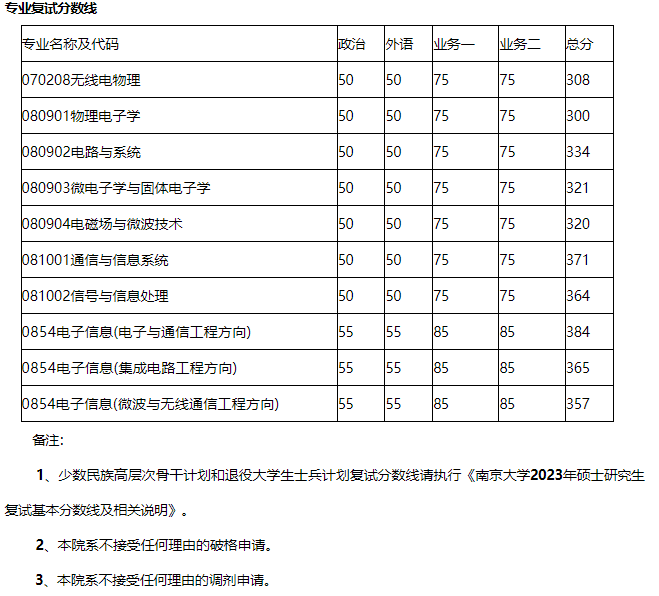 专业复试分数线
专业名称及代码 政治 外语 业务一 业务二 总分
070208无线电物理 50 50 75 75 308
080901物理电子学 50 50 75 75 300
080902电路与系统 50 50 75 75 334
080903微电子学与固体电子学 50 50 75 75 321
080904电磁场与微波技术 50 50 75 75 320
081001通信与信息系统 50 50 75 75 371
081002信号与信息处理 50 50 75 75 364
0854电子信息(电子与通信工程方向) 55 55 85 85 384
0854电子信息(集成电路工程方向) 55 55 85 85 365
0854电子信息(微波与无线通信工程方向) 55 55 85 85 357
备注：
1、少数民族高层次骨干计划和退役大学生士兵计划复试分数线请执行《南京大学2023年硕士研究生
复试基本分数线及相关说明》。
2、本院系不接受任何理由的破格申请。
3、本院系不接受任何理由的调剂申请。